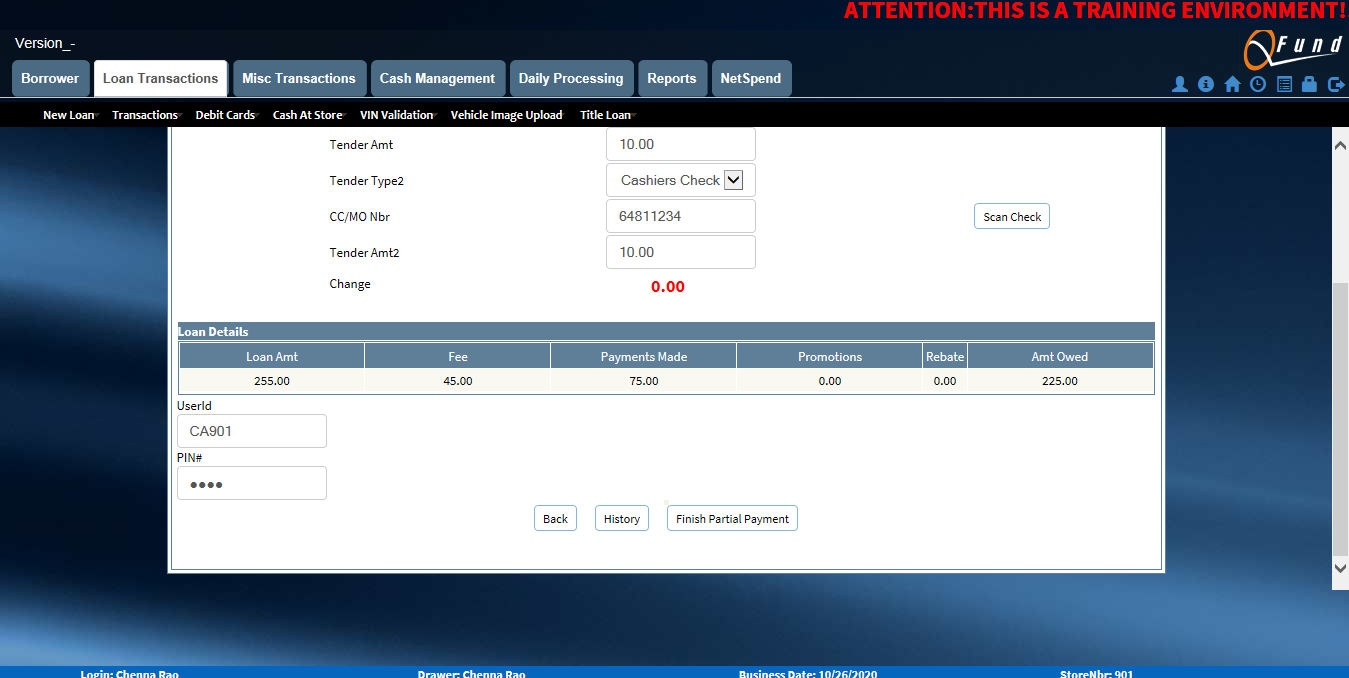 ATTENTION:THIS IS A TRAINING ENVIRONMENT!
Version_-
QFund
Borrower Loan Transactions Misc Transactions Cash Management Daily Processing Reports NetSpend
New Loan Transactions Debit Cards Cash At Store VIN Validation Vehicle Image Upload Title Loan
Tender Amt 10.00
Tender Type2 Cashiers Check
CC/MO Nbr 64811234 Scan Check
Tender Amt2 10.00
Change 0.00
Loan Details
Loan Amt Fee Payments Made Promotions Rebate Amt Owed
255.00 45.00 75.00 0.00 0.00 225.00
UserId
CA901
PIN#
••••
Back History Finish Partial Payment
Login: Chenna Rao Drawer: Chenna Rao Business Date: 10/26/2020 StoreNbr: 901